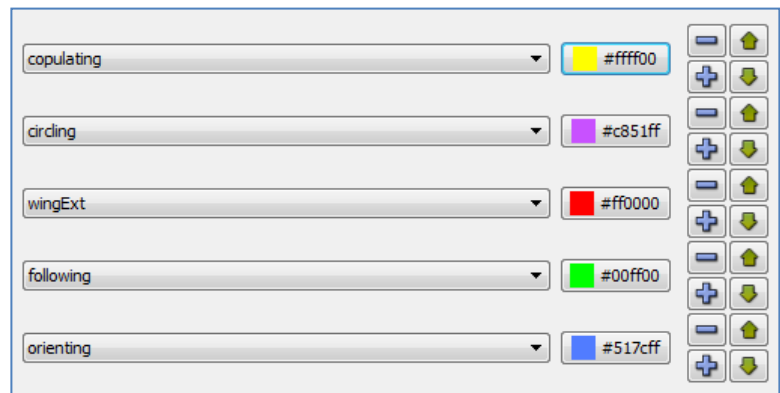 copulating #ffff00
circling #c851ff
wingExt #ff0000
following #00ff00
orienting #517cff